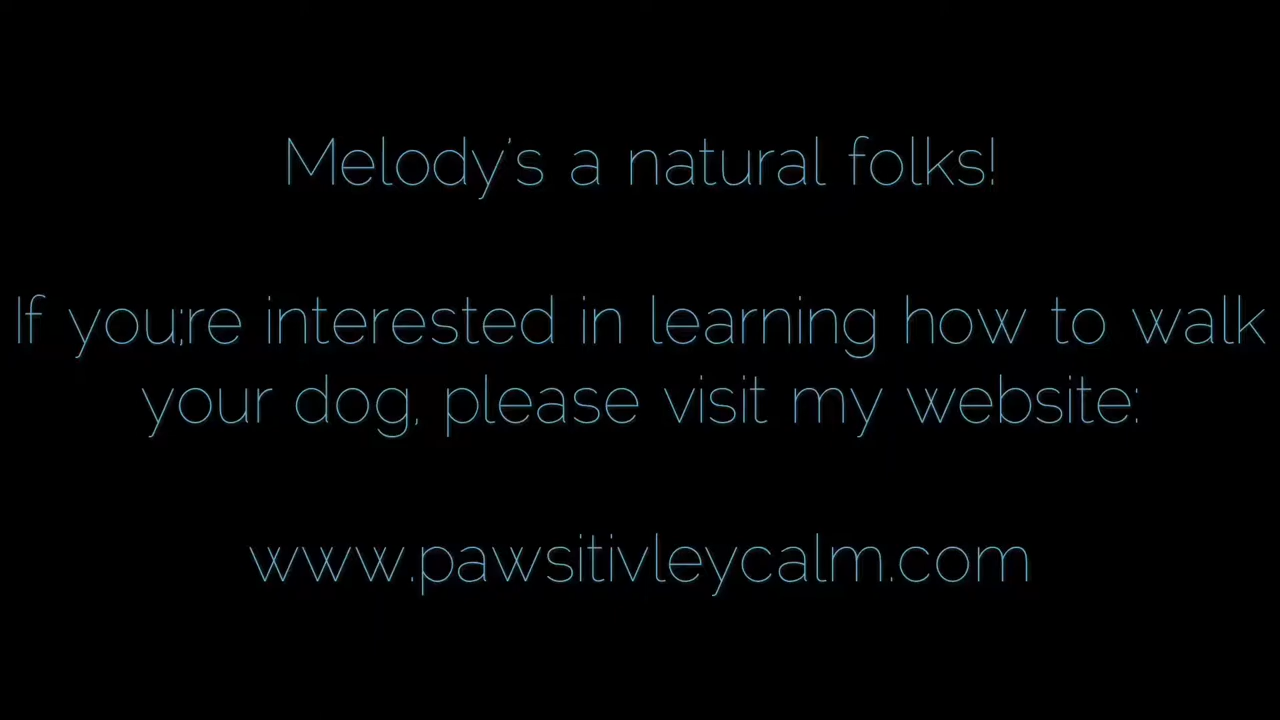 Melody's a natural folks!
If you;re interested in learning how to walk
your dog, please visit my website:
www.pawsitivleycalm.com